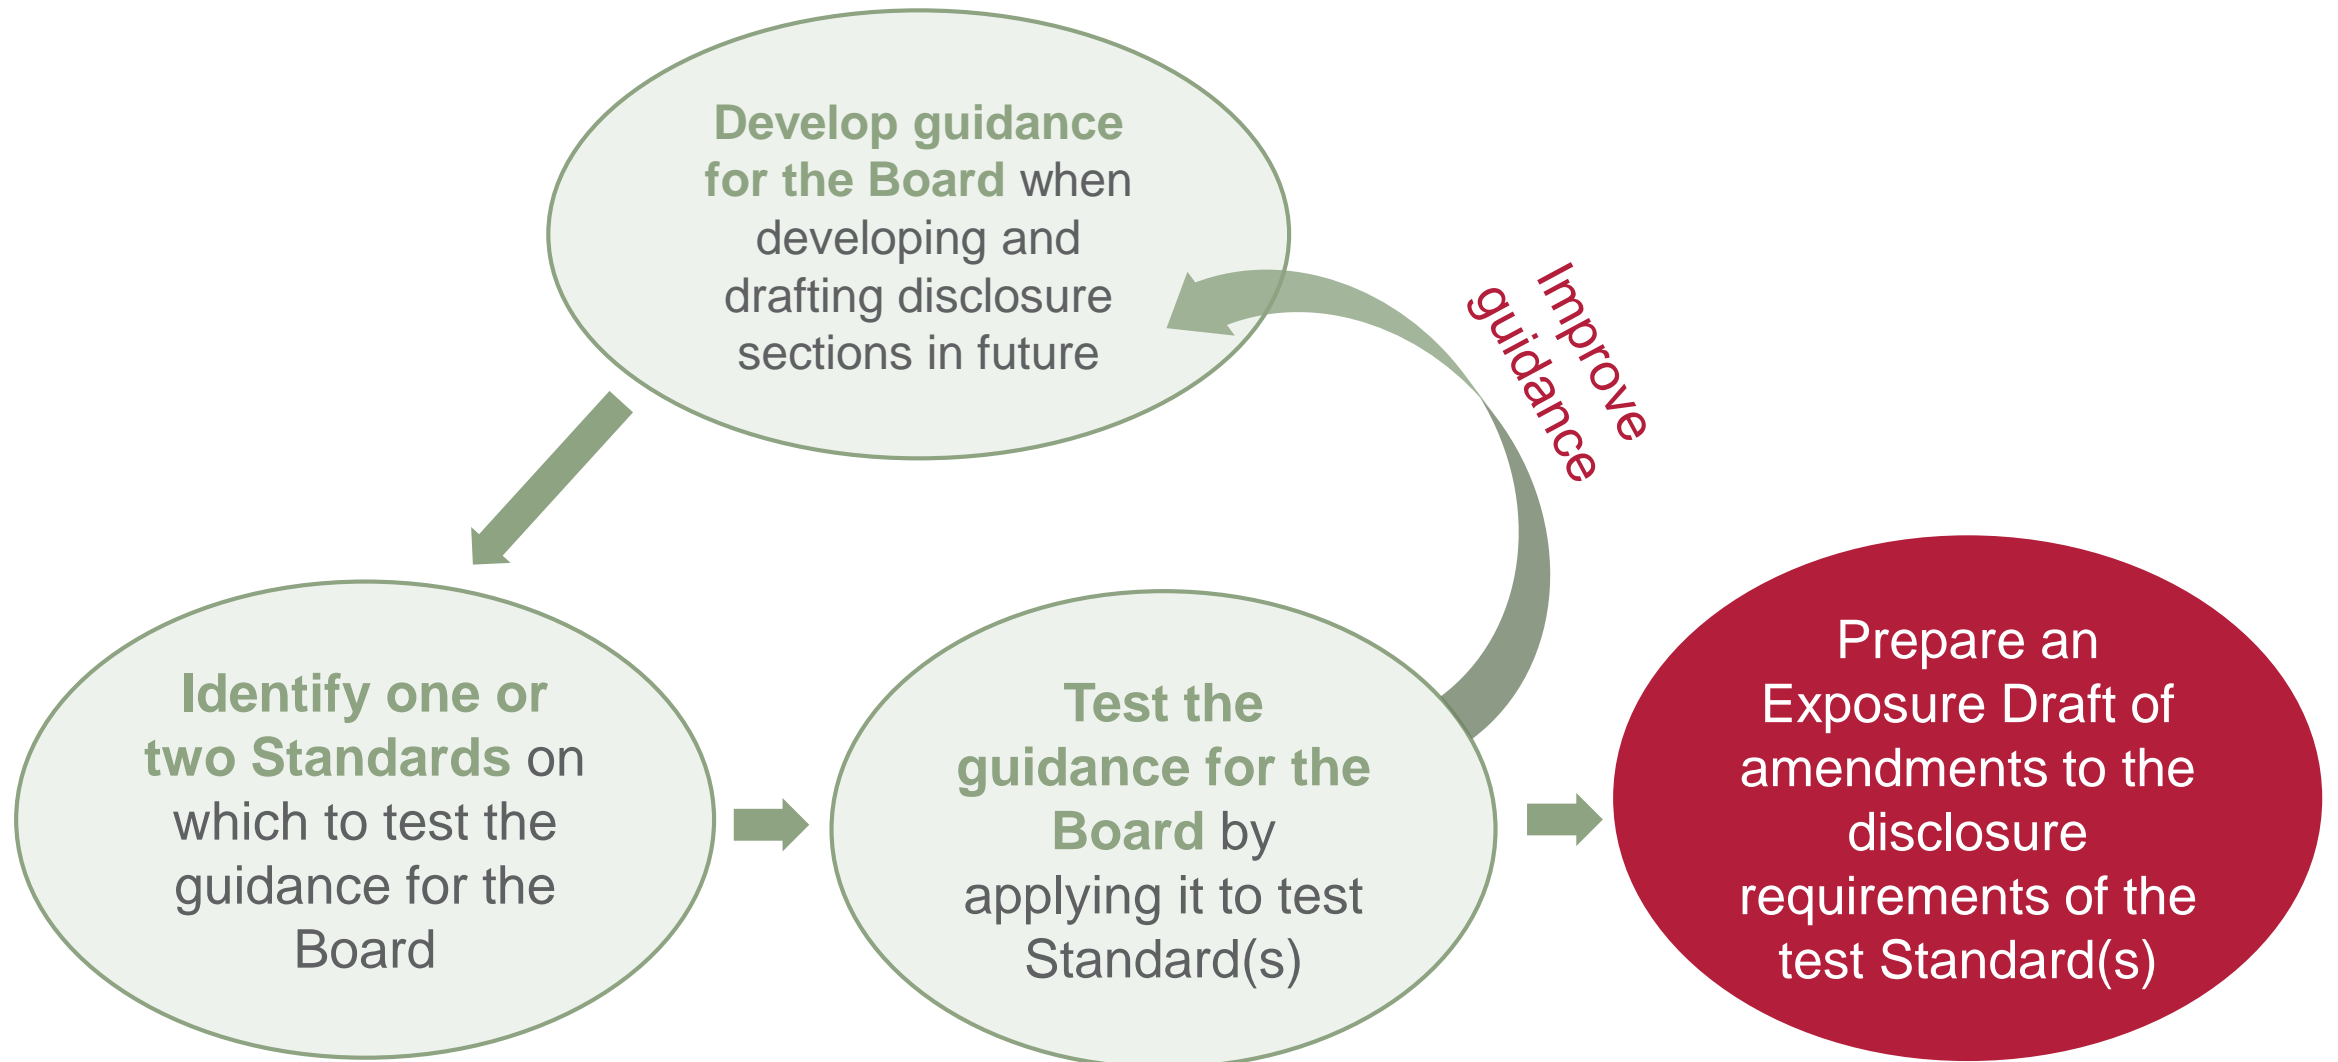 Develop guidance
for the Board when
developing and
drafting disclosure
sections in future
Improve
guidance
Identify one or
two Standards on
which to test the
guidance for the
Board
Test the
guidance for the
Board by
applying it to test
Standard(s)
Prepare an
Exposure Draft of
amendments to the
disclosure
requirements of the
test Standard(s)